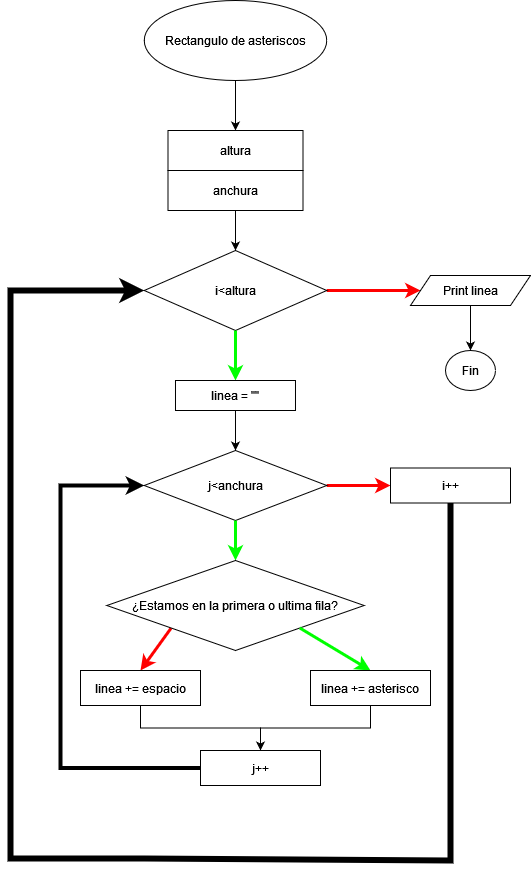 Rectangulo de asteriscos
altura
anchura
i<altura
Print linea
Fin
linea = ""
j<anchura
i++
¿Estamos en la primera o ultima fila?
linea += espacio
linea += asterisco
j++